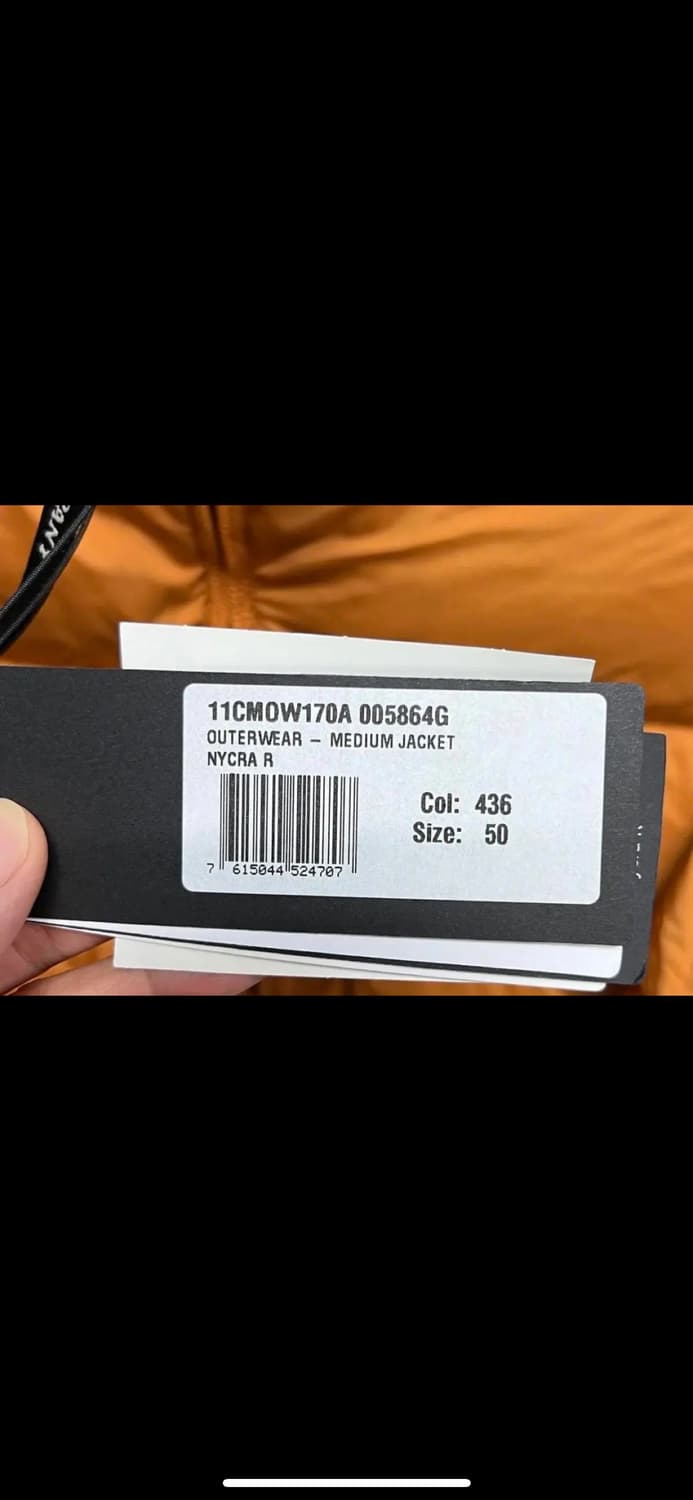 11CMOW170A 005864G
OUTERWEAR – MEDIUM JACKET
NYCRA R
Col: 436
Size: 50
7 615044 524707